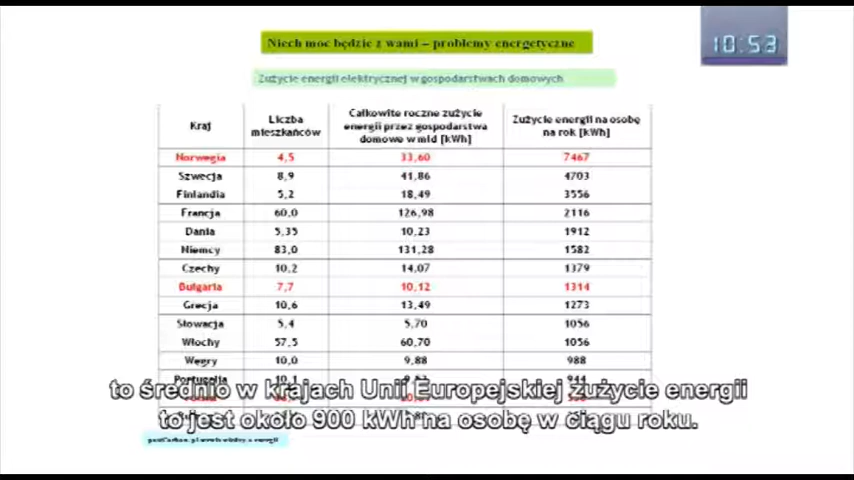 Niech moc będzie z wami – problemy energetyczne
10:53
Zużycie energii elektrycznej w gospodarstwach domowych
Kraj
Liczba mieszkańców
Całkowite roczne zużycie energii przez gospodarstwa domowe w mld [kWh]
Zużycie energii na osobę na rok [kWh]
Norwegia 4,5 33,60 7467
Szwecja 8,9 41,86 4703
Finlandia 5,2 18,49 3556
Francja 60,0 126,98 2116
Dania 5,35 10,23 1912
Niemcy 83,0 131,28 1582
Czechy 10,2 14,07 1379
Bułgaria 7,7 10,12 1314
Grecja 10,6 13,49 1273
Słowacja 5,4 5,70 1056
Włochy 57,5 60,70 1056
Węgry 10,0 9,88 988
Portugalia 10,1 944
to średnio w krajach Unii Europejskiej zużycie energii
to jest około 900 kWh na osobę w ciągu roku.